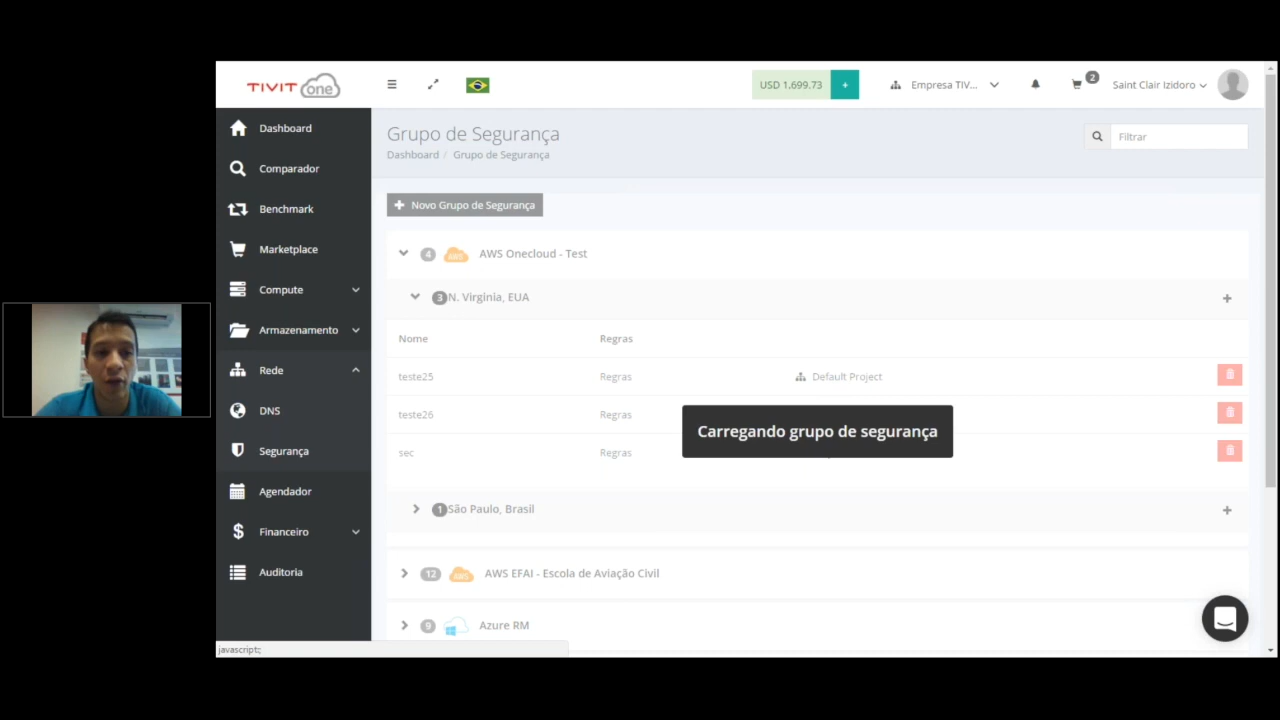 TIVIT one
USD 1,699.73
+
Empresa TIV...
2
Saint Clair Izidoro
Dashboard
Comparador
Benchmark
Marketplace
Compute
Armazenamento
Rede
DNS
Segurança
Agendador
Financeiro
Auditoria
Grupo de Segurança
Dashboard / Grupo de Segurança
Filtrar
+ Novo Grupo de Segurança
4 AWS AWS Onecloud - Test
3 N. Virginia, EUA +
Nome Regras
teste25 Regras Default Project
teste26 Regras
sec Regras
Carregando grupo de segurança
1 São Paulo, Brasil +
12 AWS AWS EFAI - Escola de Aviação Civil
9 Azure RM
javascript:;